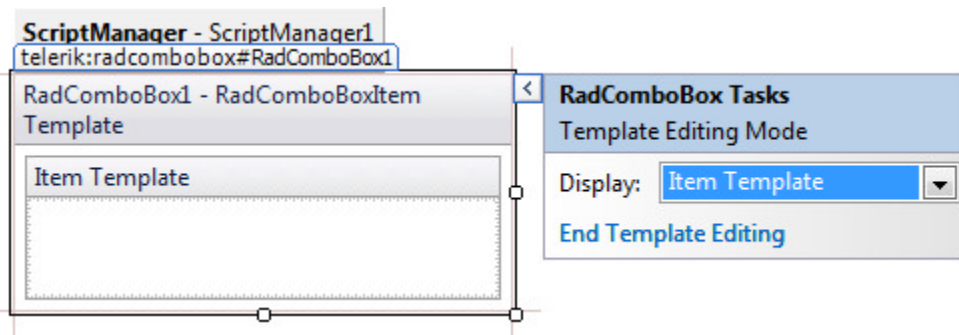 ScriptManager - ScriptManager1
telerik:radcombobox#RadComboBox1
RadComboBox1 - RadComboBoxItem
Template
Item Template
RadComboBox Tasks
Template Editing Mode
Display: Item Template
End Template Editing